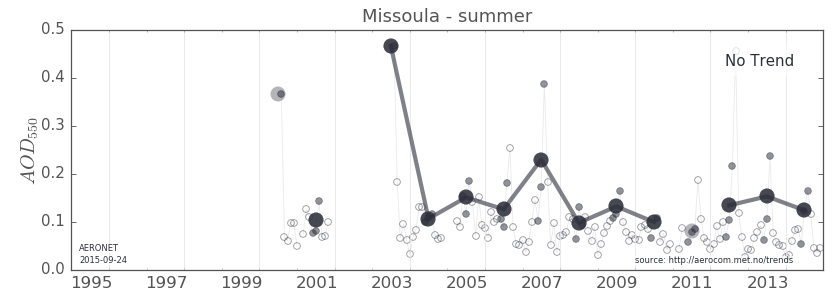 Missoula - summer
0.5
0.4
0.3
0.2
0.1
0.0
AOD550
No Trend
AERONET
2015-09-24
source: http://aerocom.met.no/trends
1995 1997 1999 2001 2003 2005 2007 2009 2011 2013